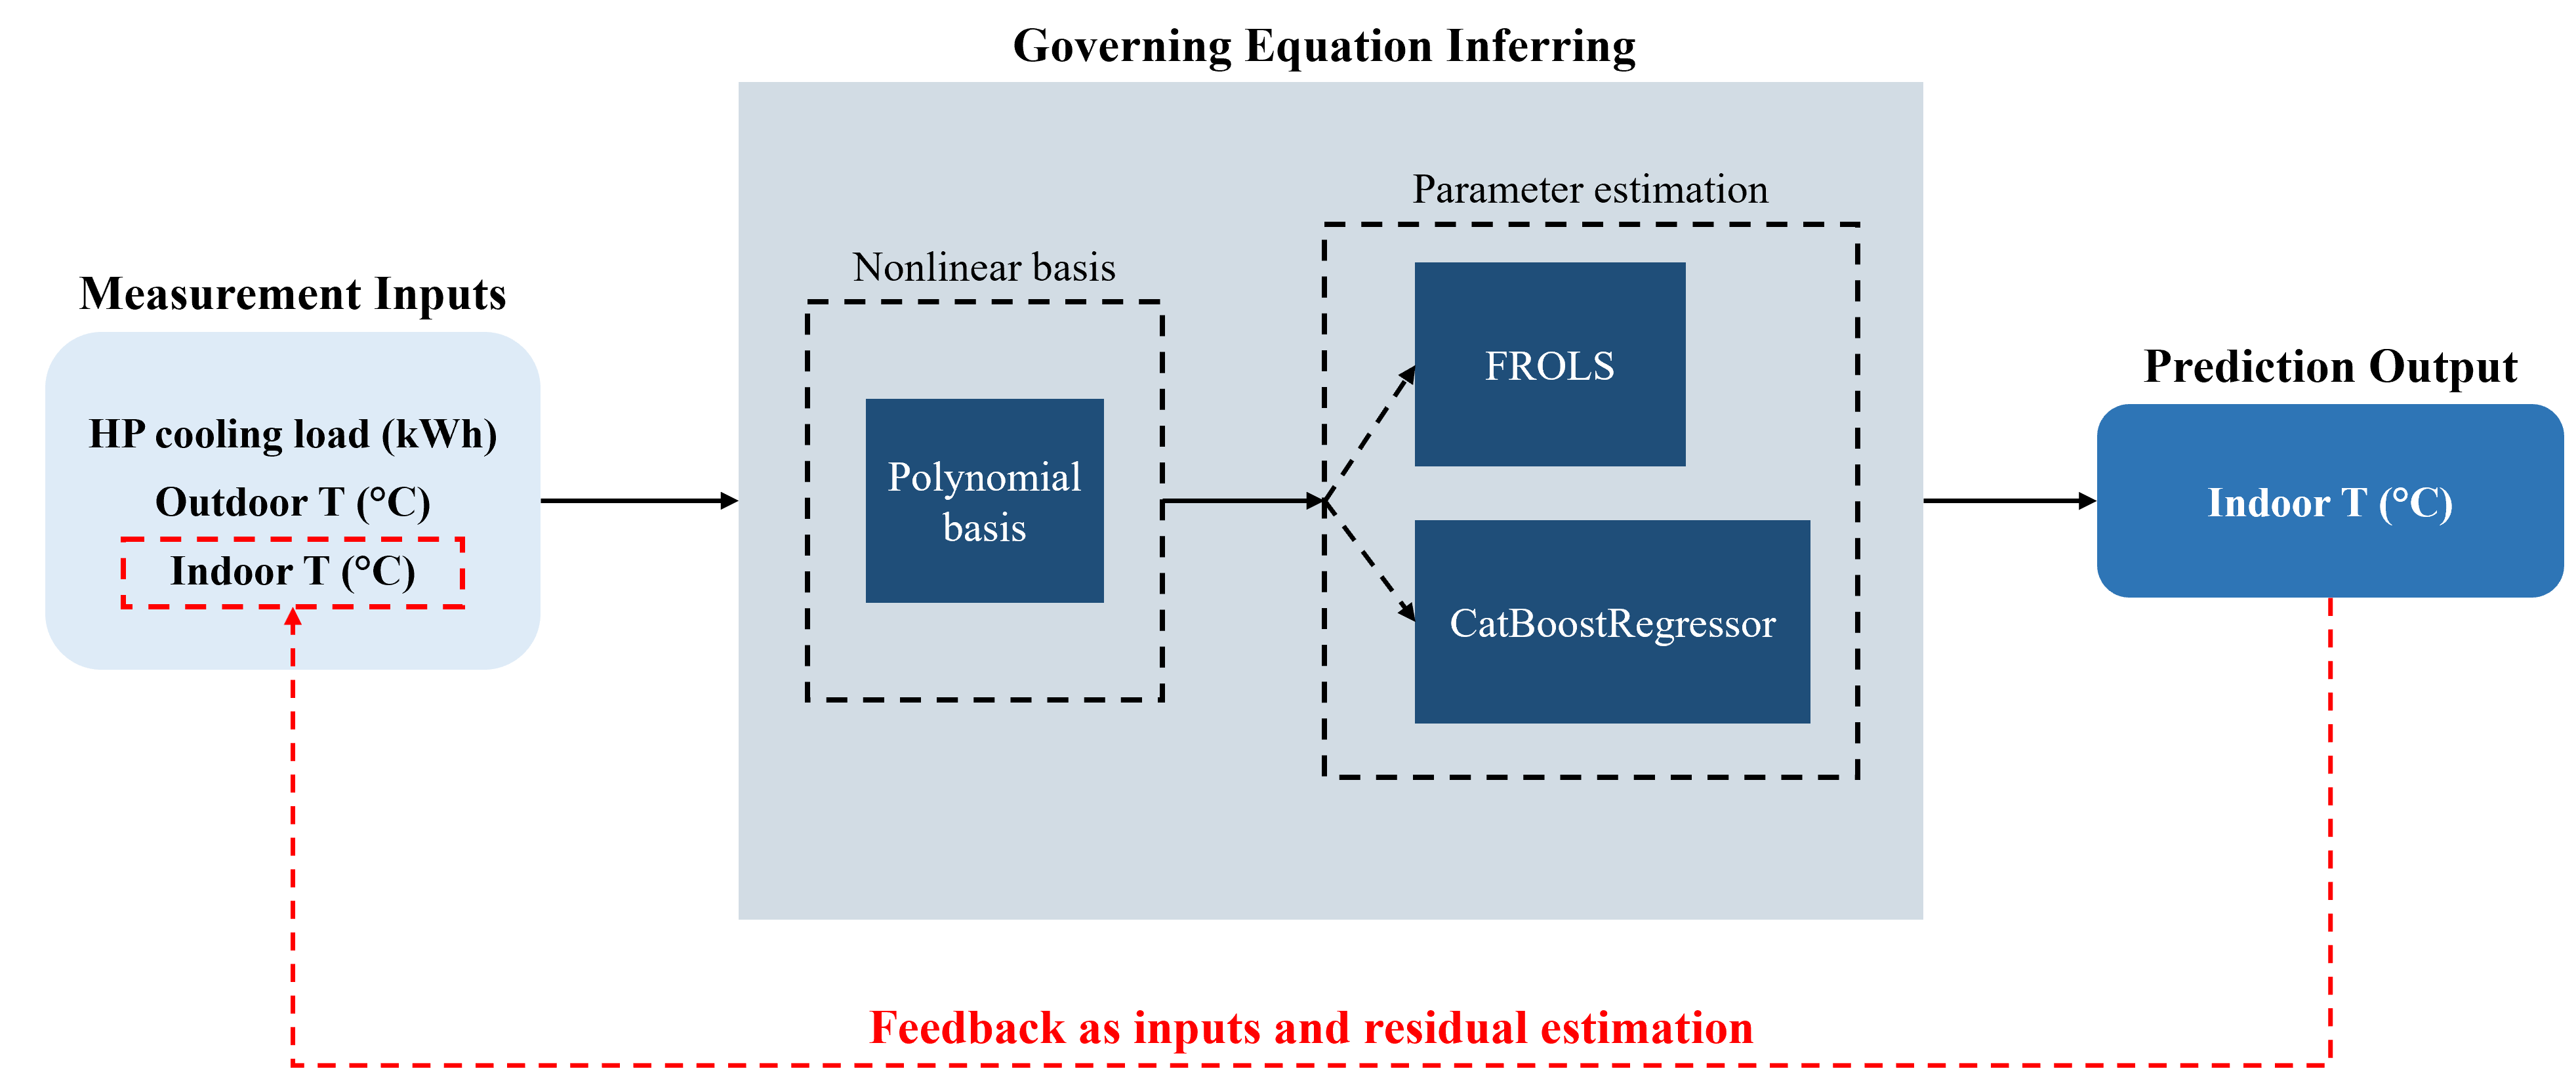 Governing Equation Inferring
Measurement Inputs
HP cooling load (kWh)
Outdoor T (°C)
Indoor T (°C)
Nonlinear basis
Polynomial
basis
Parameter estimation
FROLS
CatBoostRegressor
Prediction Output
Indoor T (°C)
Feedback as inputs and residual estimation